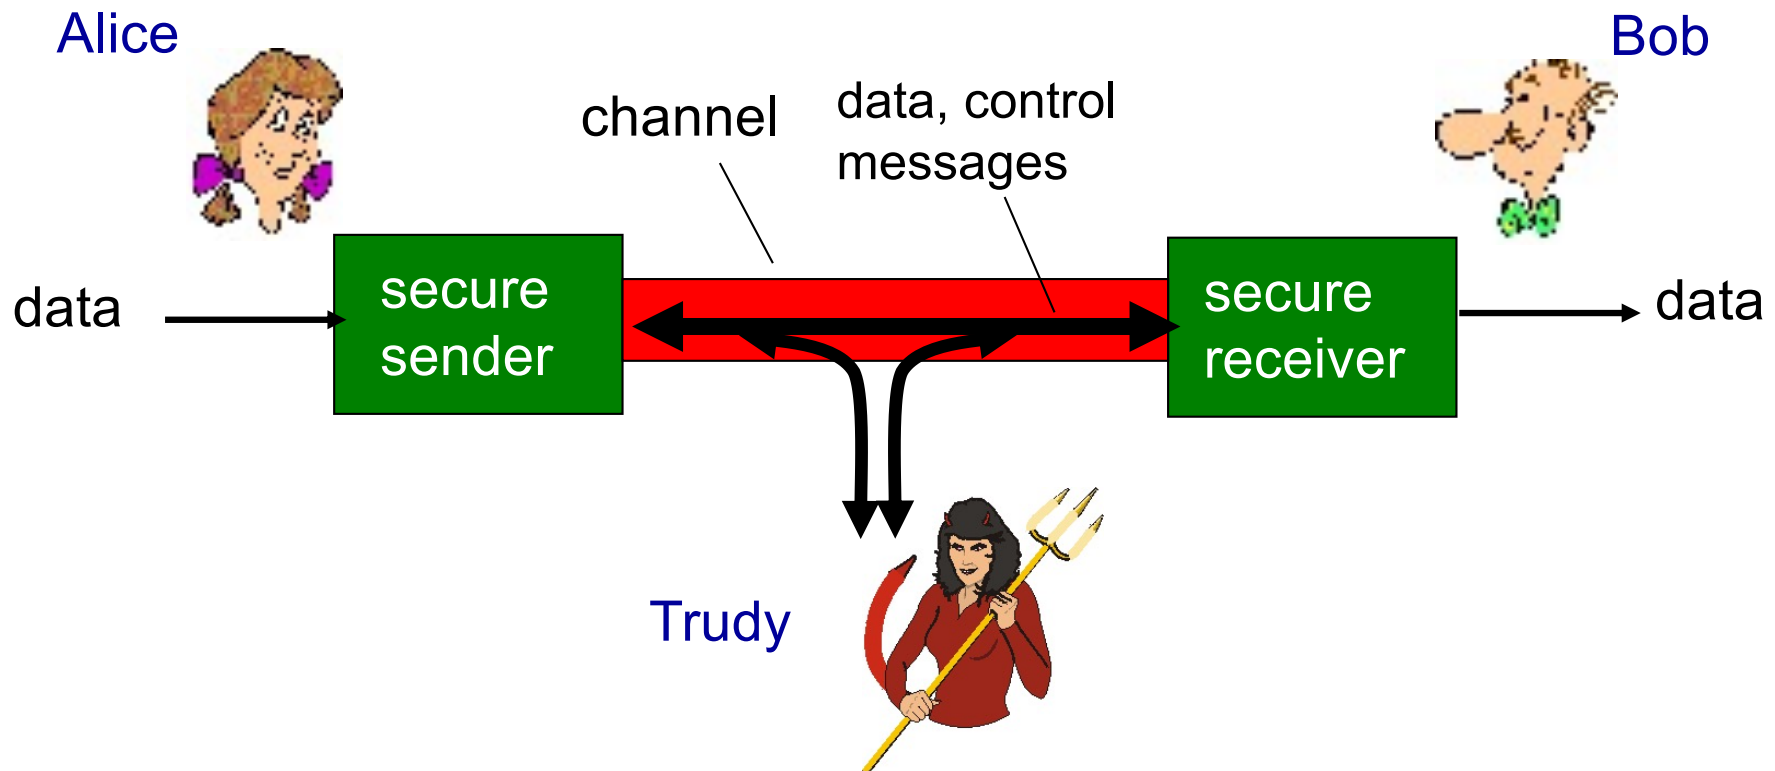 Alice
Bob
channel
data, control
messages
data
secure
sender
secure
receiver
data
Trudy